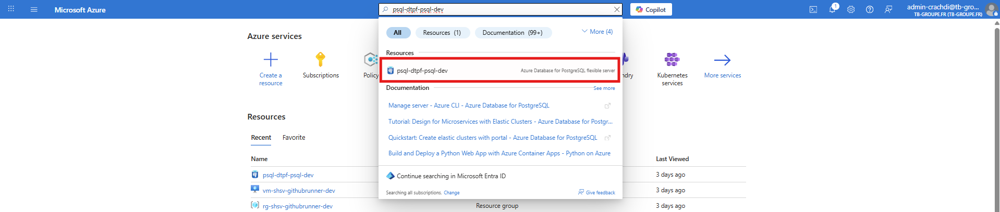 Microsoft Azure
psql-dtpf-psql-dev
Copilot
1
admin-crachdi@tb-gro...
TB-GROUPE.FR (TB-GROUPE.FR)
All
Resources (1)
Documentation (99+)
More (4)
Azure services
Resources
psql-dtpf-psql-dev
Azure Database for PostgreSQL flexible server
Create a resource
Subscriptions
Policy
ndry
Kubernetes services
More services
Documentation
See more
Manage server - Azure CLI - Azure Database for PostgreSQL
Tutorial: Design for Microservices with Elastic Clusters - Azure Database for Postgr...
Quickstart: Create elastic clusters with portal - Azure Database for PostgreSQL
Build and Deploy a Python Web App with Azure Container Apps - Python on Azure
Continue searching in Microsoft Entra ID
Searching all subscriptions. Change
Give feedback
Resources
Recent
Favorite
Name
Last Viewed
psql-dtpf-psql-dev
3 days ago
vm-shsv-githubrunner-dev
3 days ago
rg-shsv-githubrunner-dev
Resource group
3 days ago